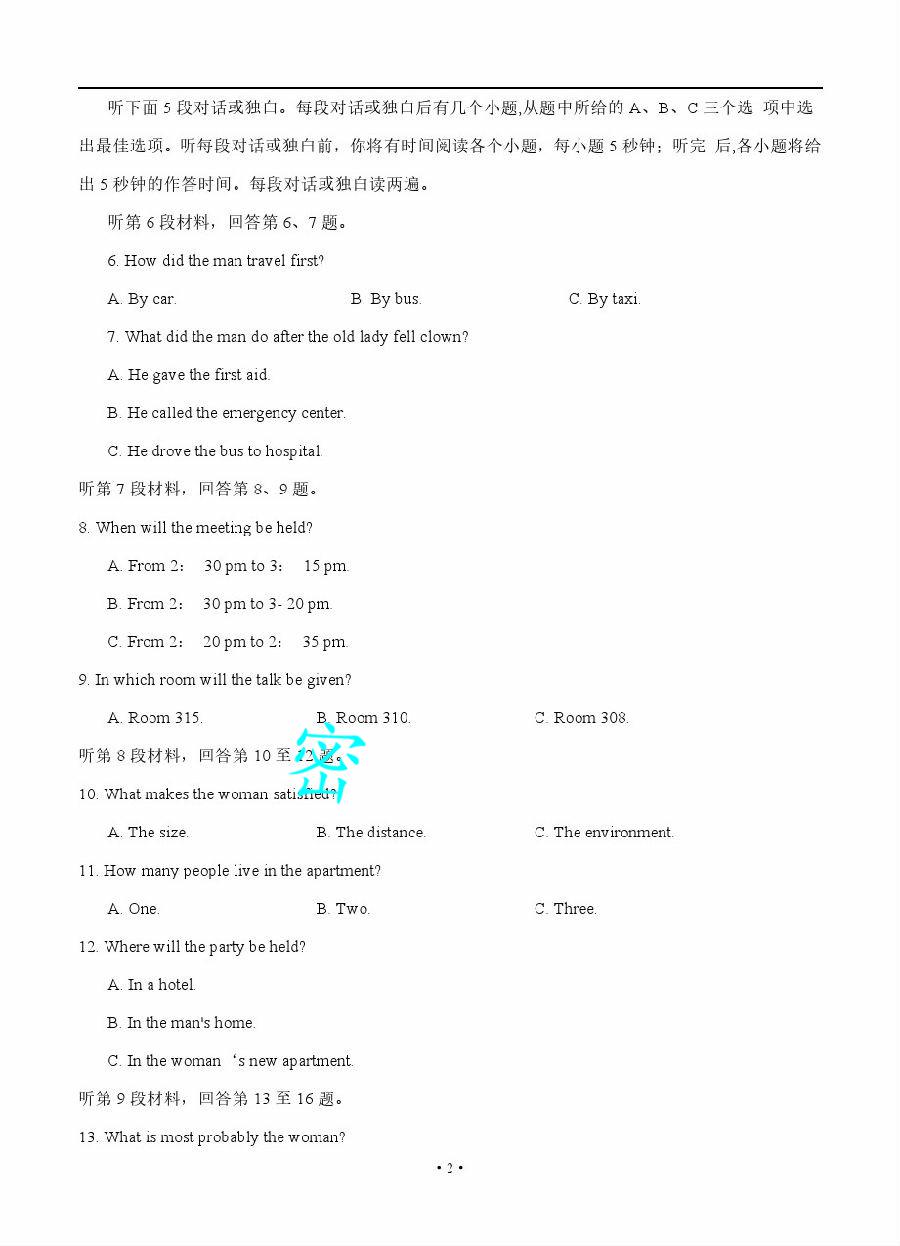 听下面 5 段对话或独白。每段对话或独白后有几个小题,从题中所给的 A、B、C 三个选 项中选
出最佳选项。听每段对话或独白前，你将有时间阅读各个小题，每小题 5 秒钟；听完 后,各小题将给
出 5 秒钟的作答时间。每段对话或独白读两遍。
听第 6 段材料，回答第 6、7 题。
6. How did the man travel first?
A. By car. B By bus. C. By taxi.
7. What did the man do after the old lady fell clown?
A. He gave the first aid.
B. He called the emergency center.
C. He drove the bus to hospital.
听第 7 段材料，回答第 8、9 题。
8. When will the meeting be held?
A. From 2： 30 pm to 3： 15 pm.
B. From 2： 30 pm to 3- 20 pm.
C. From 2： 20 pm to 2： 35 pm.
9. In which room will the talk be given?
A. Room 315. B. Room 310. C. Room 308.
听第 8 段材料，回答第 10 至 12 题。
密
10. What makes the woman satisfied?
A. The size. B. The distance. C. The environment.
11. How many people live in the apartment?
A. One. B. Two. C. Three.
12. Where will the party be held?
A. In a hotel.
B. In the man's home.
C. In the woman ‘s new apartment.
听第 9 段材料，回答第 13 至 16 题。
13. What is most probably the woman?
• 2 •